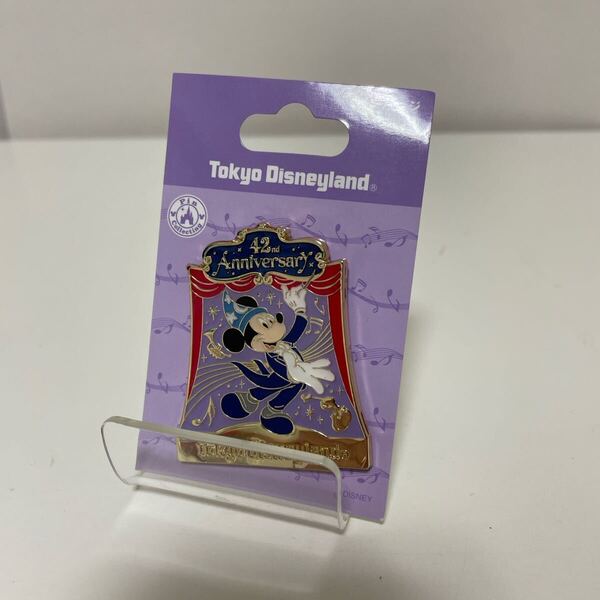 Tokyo Disneyland®
Pin
Collecting
42nd
Anniversary
Tokyo Disneyland®
©DISNEY